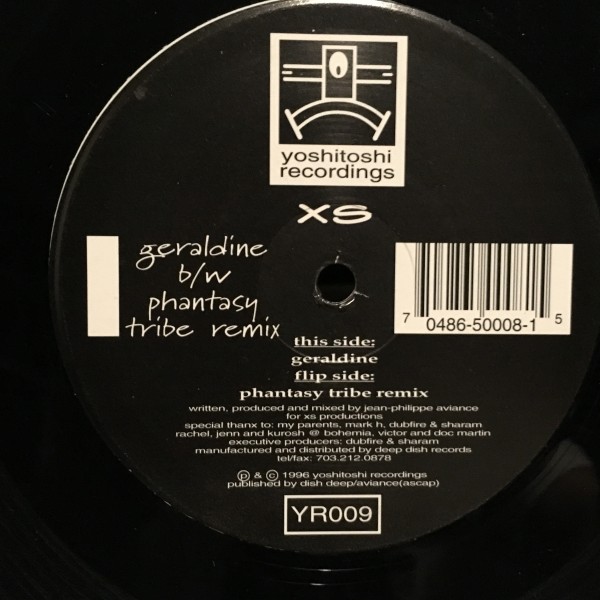 yoshitoshi
recordings
xs
geraldine
b/w
phantasy
tribe remix
7 0486-50008-1 5
this side:
geraldine
flip side:
phantasy tribe remix
written, produced and mixed by jean-philippe aviance
for xs productions
special thanx to: my parents, mark h, dubfire & sharam
rachel, jenn and kurosh @ bohemia, victor and doc martin
executive producers: dubfire & sharam
manufactured and distributed by deep dish records
tel/fax: 703.212.0878
ⓟ & ⓒ 1996 yoshitoshi recordings
published by dish deep/aviance(ascap)
YR009